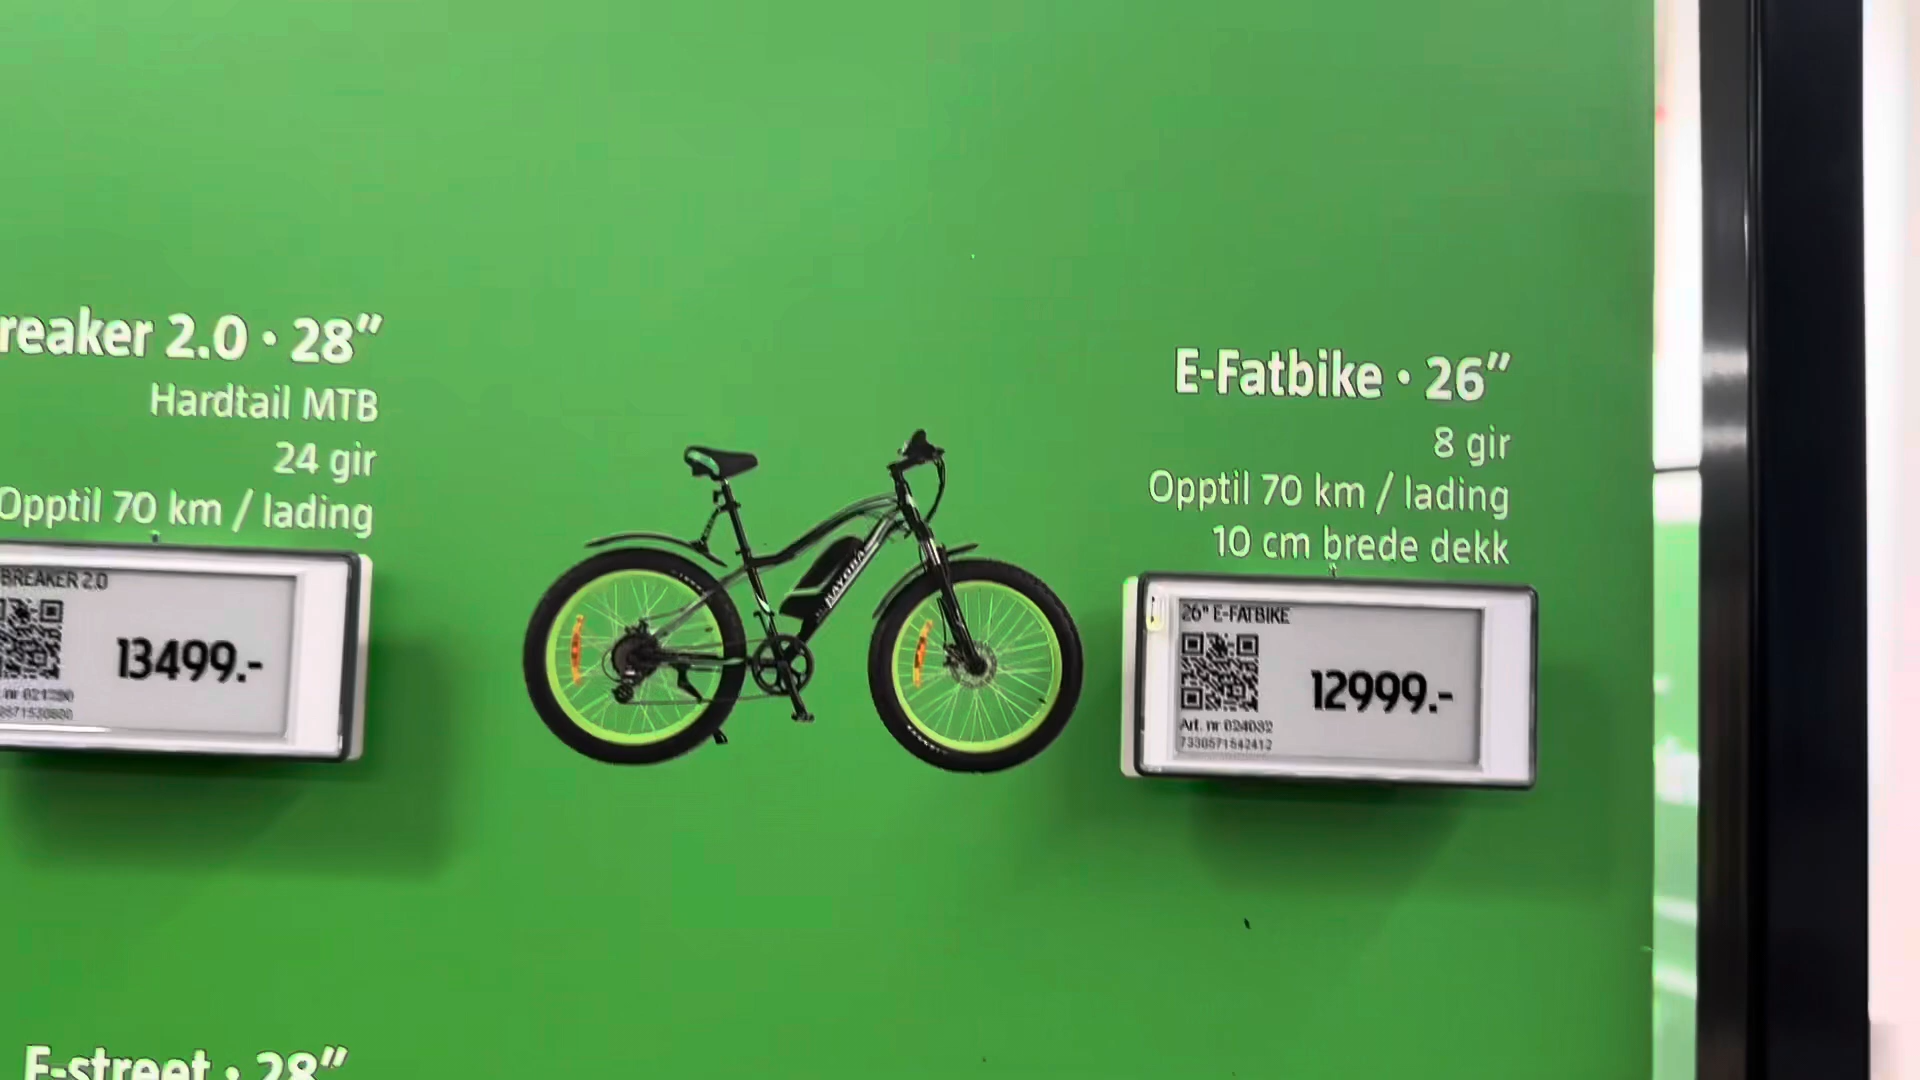 reaker 2.0 • 28”
Hardtail MTB
24 gir
Opptil 70 km / lading
BREAKER 2.0
13499.-
E-Fatbike • 26”
8 gir
Opptil 70 km / lading
10 cm brede dekk
26" E-FATBIKE
12999.-
Art. nr 024032
7330571542412
E-street • 28”